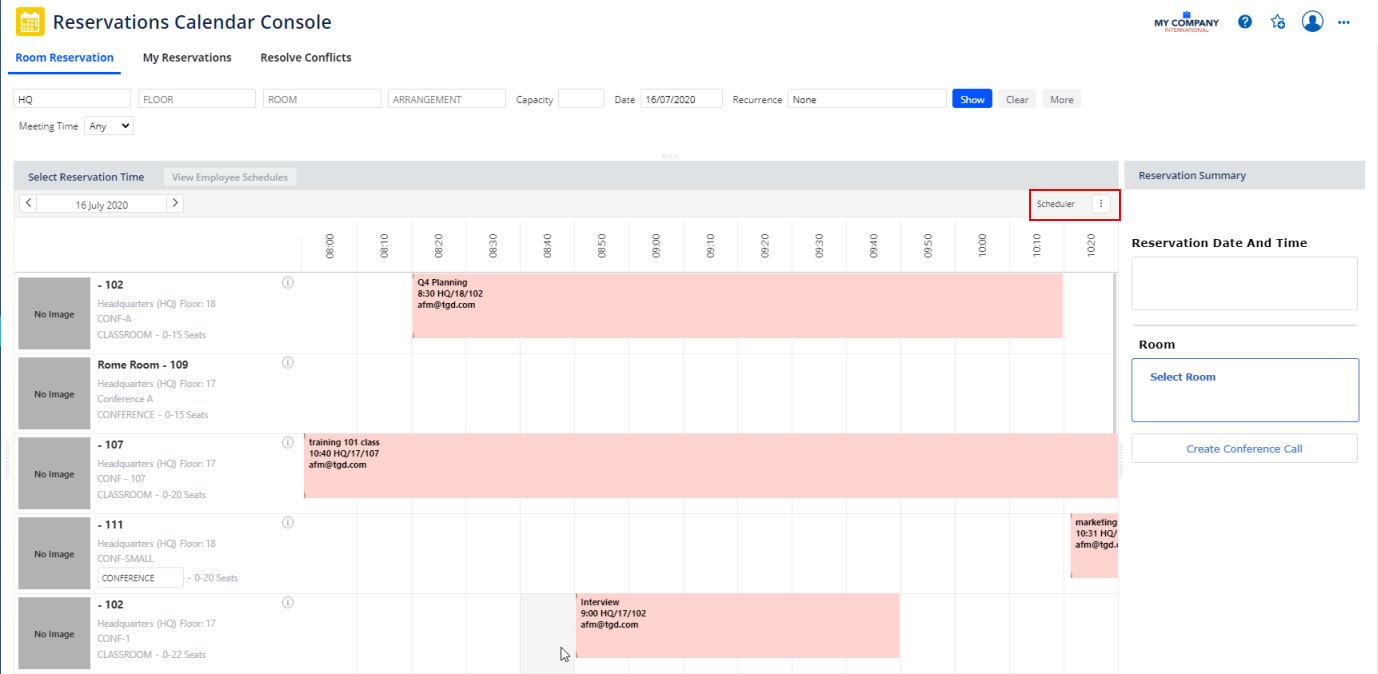 Reservations Calendar Console
MY COMPANY
INTERNATIONAL
?
Room Reservation
My Reservations
Resolve Conflicts
HQ
FLOOR
ROOM
ARRANGEMENT
Capacity
Date
16/07/2020
Recurrence
None
Show
Clear
More
Meeting Time
Any
Select Reservation Time
View Employee Schedules
Reservation Summary
16 July 2020
Scheduler
08:00
08:10
08:20
08:30
08:40
08:50
09:00
09:10
09:20
09:30
09:40
09:50
10:00
10:10
10:20
Reservation Date And Time
No Image
- 102
Headquarters (HQ) Floor: 18
CONF-A
CLASSROOM - 0-15 Seats
Q4 Planning
8:30 HQ/18/102
afm@tgd.com
Room
Select Room
Create Conference Call
No Image
Rome Room - 109
Headquarters (HQ) Floor: 17
Conference A
CONFERENCE - 0-15 Seats
No Image
- 107
Headquarters (HQ) Floor: 17
CONF - 107
CLASSROOM - 0-20 Seats
training 101 class
10:40 HQ/17/107
afm@tgd.com
No Image
- 111
Headquarters (HQ) Floor: 18
CONF-SMALL
CONFERENCE
- 0-20 Seats
marketing
10:31 HQ/
afm@tgd.
No Image
- 102
Headquarters (HQ) Floor: 17
CONF-1
CLASSROOM - 0-22 Seats
Interview
9:00 HQ/17/102
afm@tgd.com